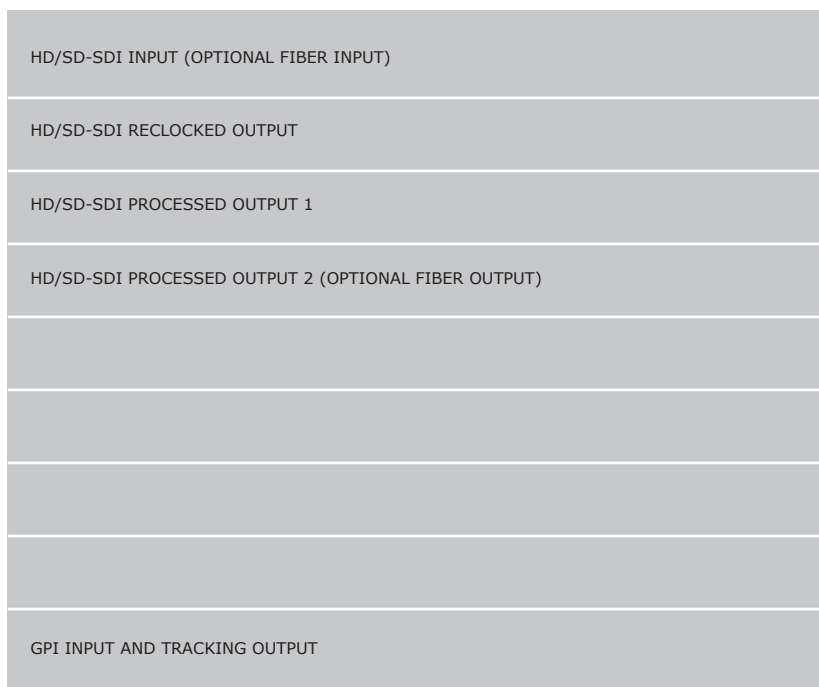 HD/SD-SDI INPUT (OPTIONAL FIBER INPUT)
HD/SD-SDI RECLOCKED OUTPUT
HD/SD-SDI PROCESSED OUTPUT 1
HD/SD-SDI PROCESSED OUTPUT 2 (OPTIONAL FIBER OUTPUT)
GPI INPUT AND TRACKING OUTPUT